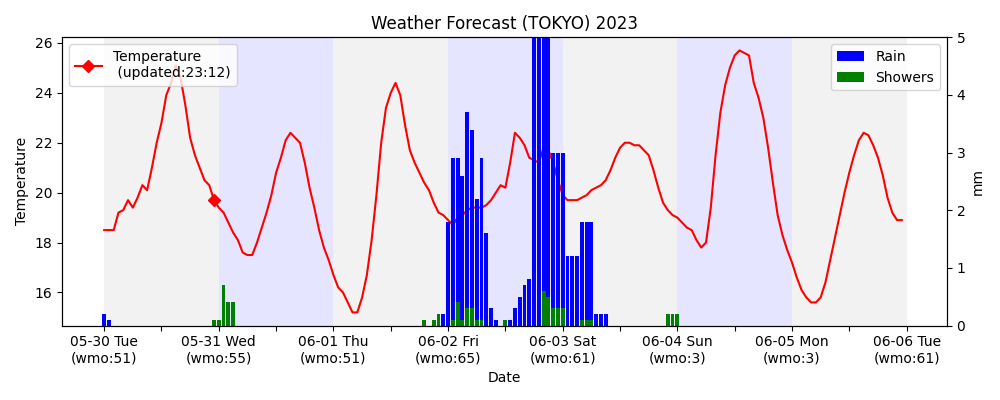 Weather Forecast (TOKYO) 2023
Temperature
(updated:23:12)
Rain
Showers
26
24
22
20
18
16
Temperature
5
4
3
2
1
0
mm
05-30 Tue
(wmo:51)
05-31 Wed
(wmo:55)
06-01 Thu
(wmo:51)
06-02 Fri
(wmo:65)
06-03 Sat
(wmo:61)
06-04 Sun
(wmo:3)
06-05 Mon
(wmo:3)
06-06 Tue
(wmo:61)
Date